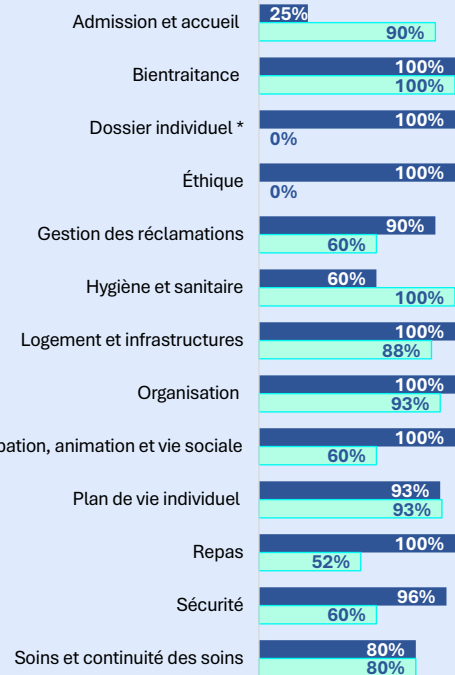 Admission et accueil 25%
90%
Bientraitance 100%
100%
Dossier individuel * 100%
0%
Éthique 100%
0%
Gestion des réclamations 90%
60%
Hygiène et sanitaire 60%
100%
Logement et infrastructures 100%
88%
Organisation 100%
93%
animation et vie sociale 100%
60%
Plan de vie individuel 93%
93%
Repas 100%
52%
Sécurité 96%
60%
Soins et continuité des soins 80%
80%